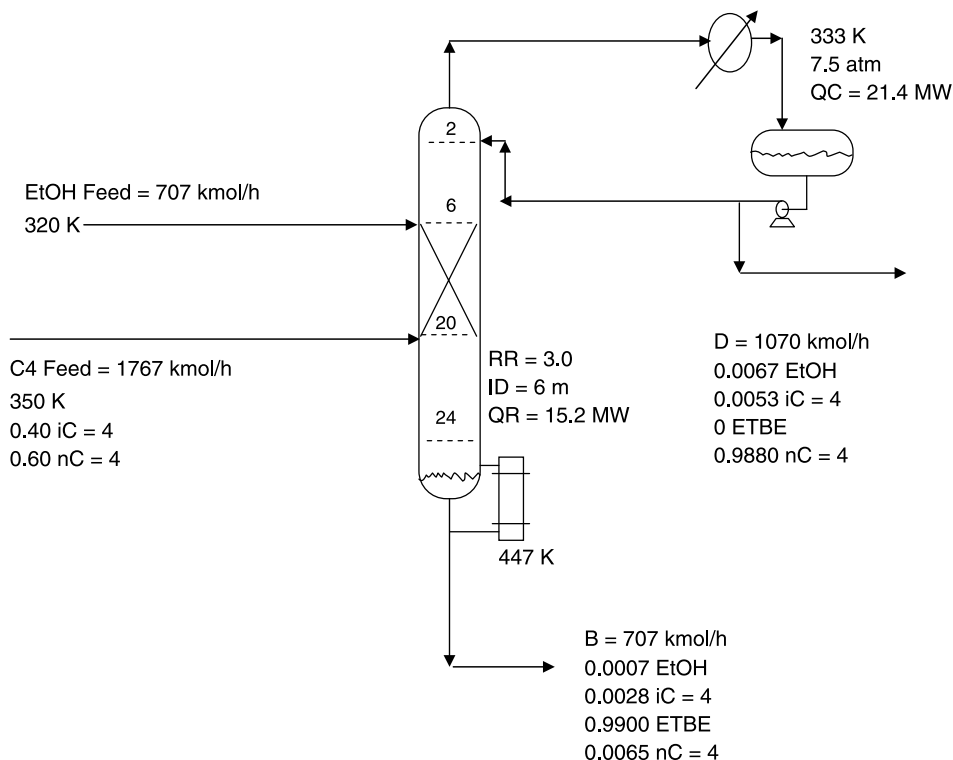 333 K
7.5 atm
QC = 21.4 MW
2
EtOH Feed = 707 kmol/h
320 K
6
20
C4 Feed = 1767 kmol/h
350 K
0.40 iC = 4
0.60 nC = 4
RR = 3.0
ID = 6 m
QR = 15.2 MW
24
D = 1070 kmol/h
0.0067 EtOH
0.0053 iC = 4
0 ETBE
0.9880 nC = 4
447 K
B = 707 kmol/h
0.0007 EtOH
0.0028 iC = 4
0.9900 ETBE
0.0065 nC = 4